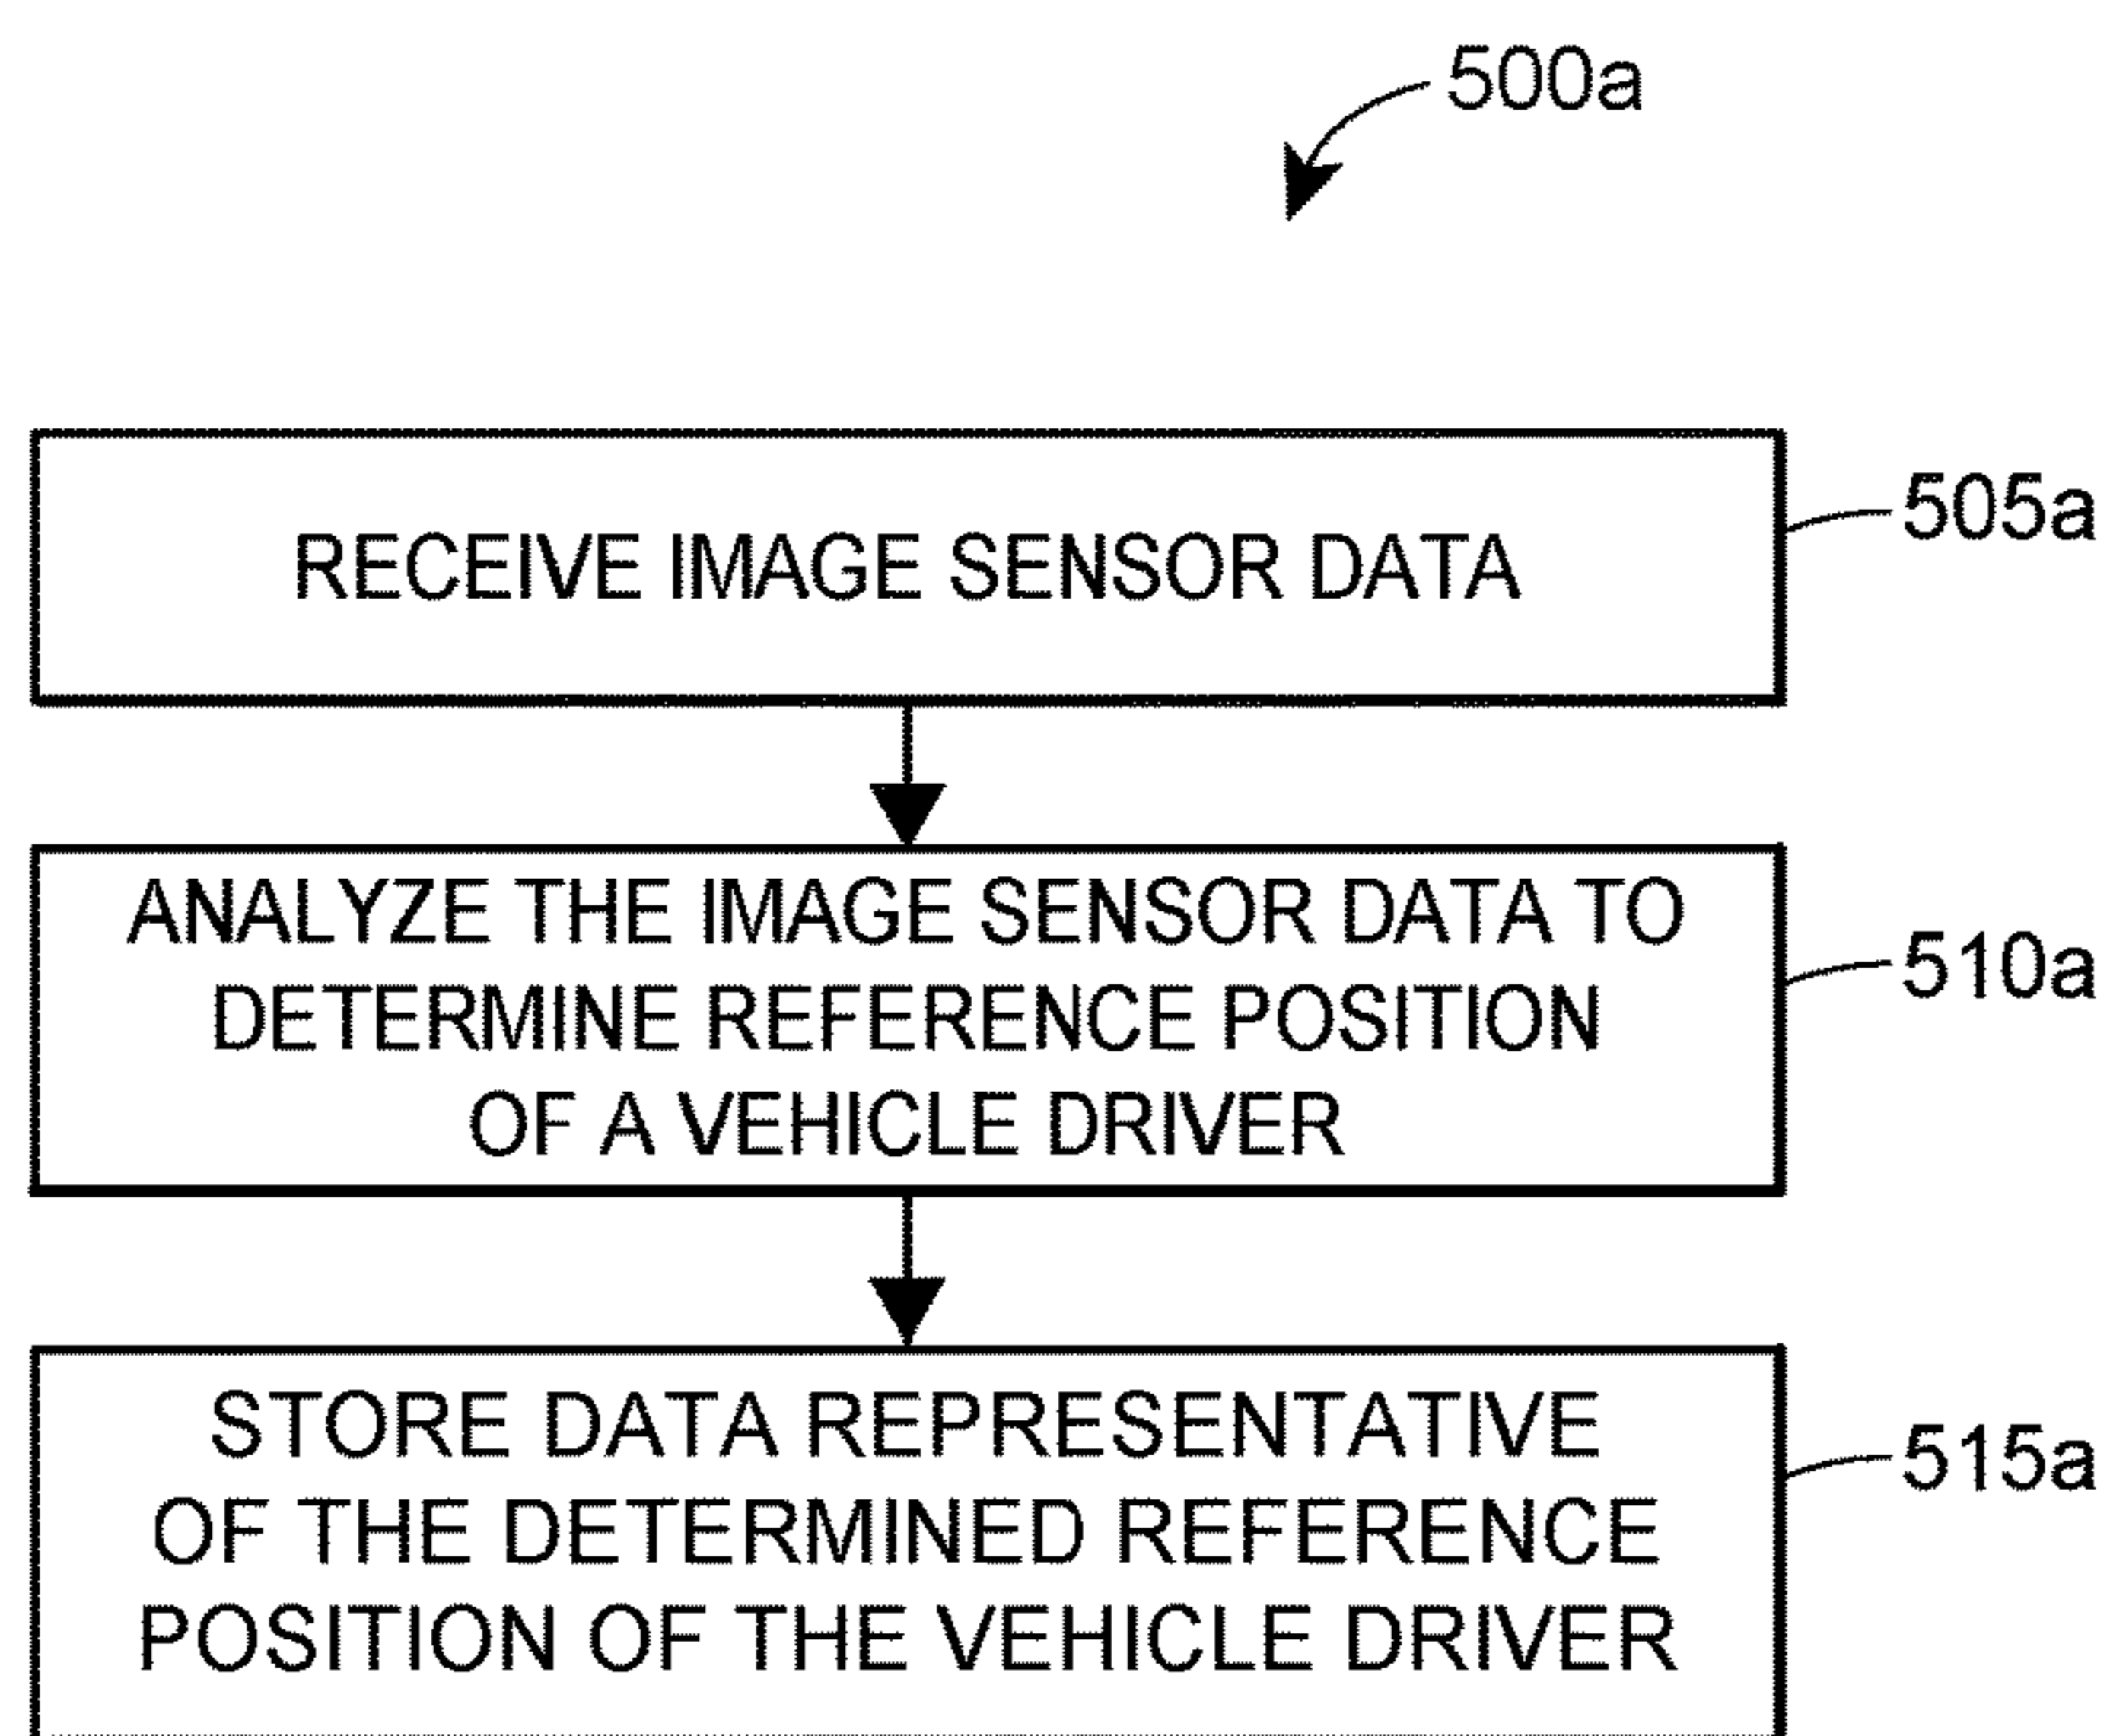 500a
RECEIVE IMAGE SENSOR DATA
505a
ANALYZE THE IMAGE SENSOR DATA TO
DETERMINE REFERENCE POSITION
OF A VEHICLE DRIVER
510a
STORE DATA REPRESENTATIVE
OF THE DETERMINED REFERENCE
POSITION OF THE VEHICLE DRIVER
515a